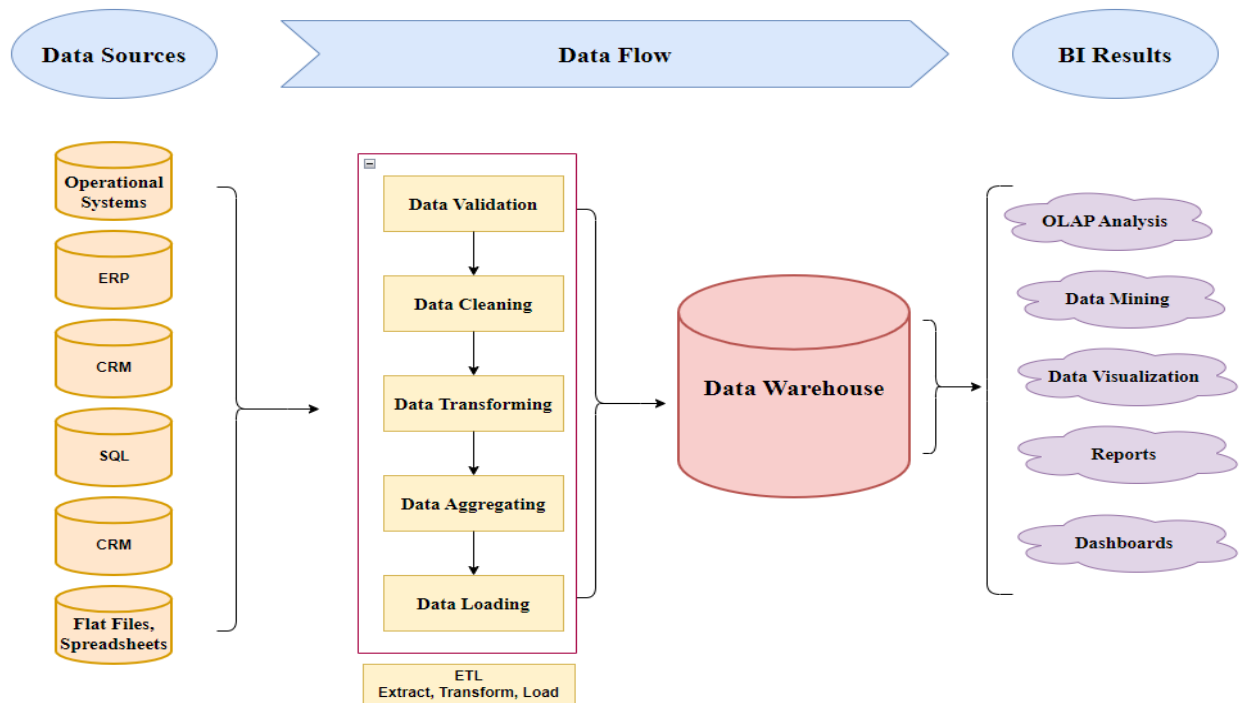 Data Sources
Data Flow
BI Results
Operational
Systems
ERP
CRM
SQL
CRM
Flat Files,
Spreadsheets
Data Validation
Data Cleaning
Data Transforming
Data Aggregating
Data Loading
ETL
Extract, Transform, Load
Data Warehouse
OLAP Analysis
Data Mining
Data Visualization
Reports
Dashboards